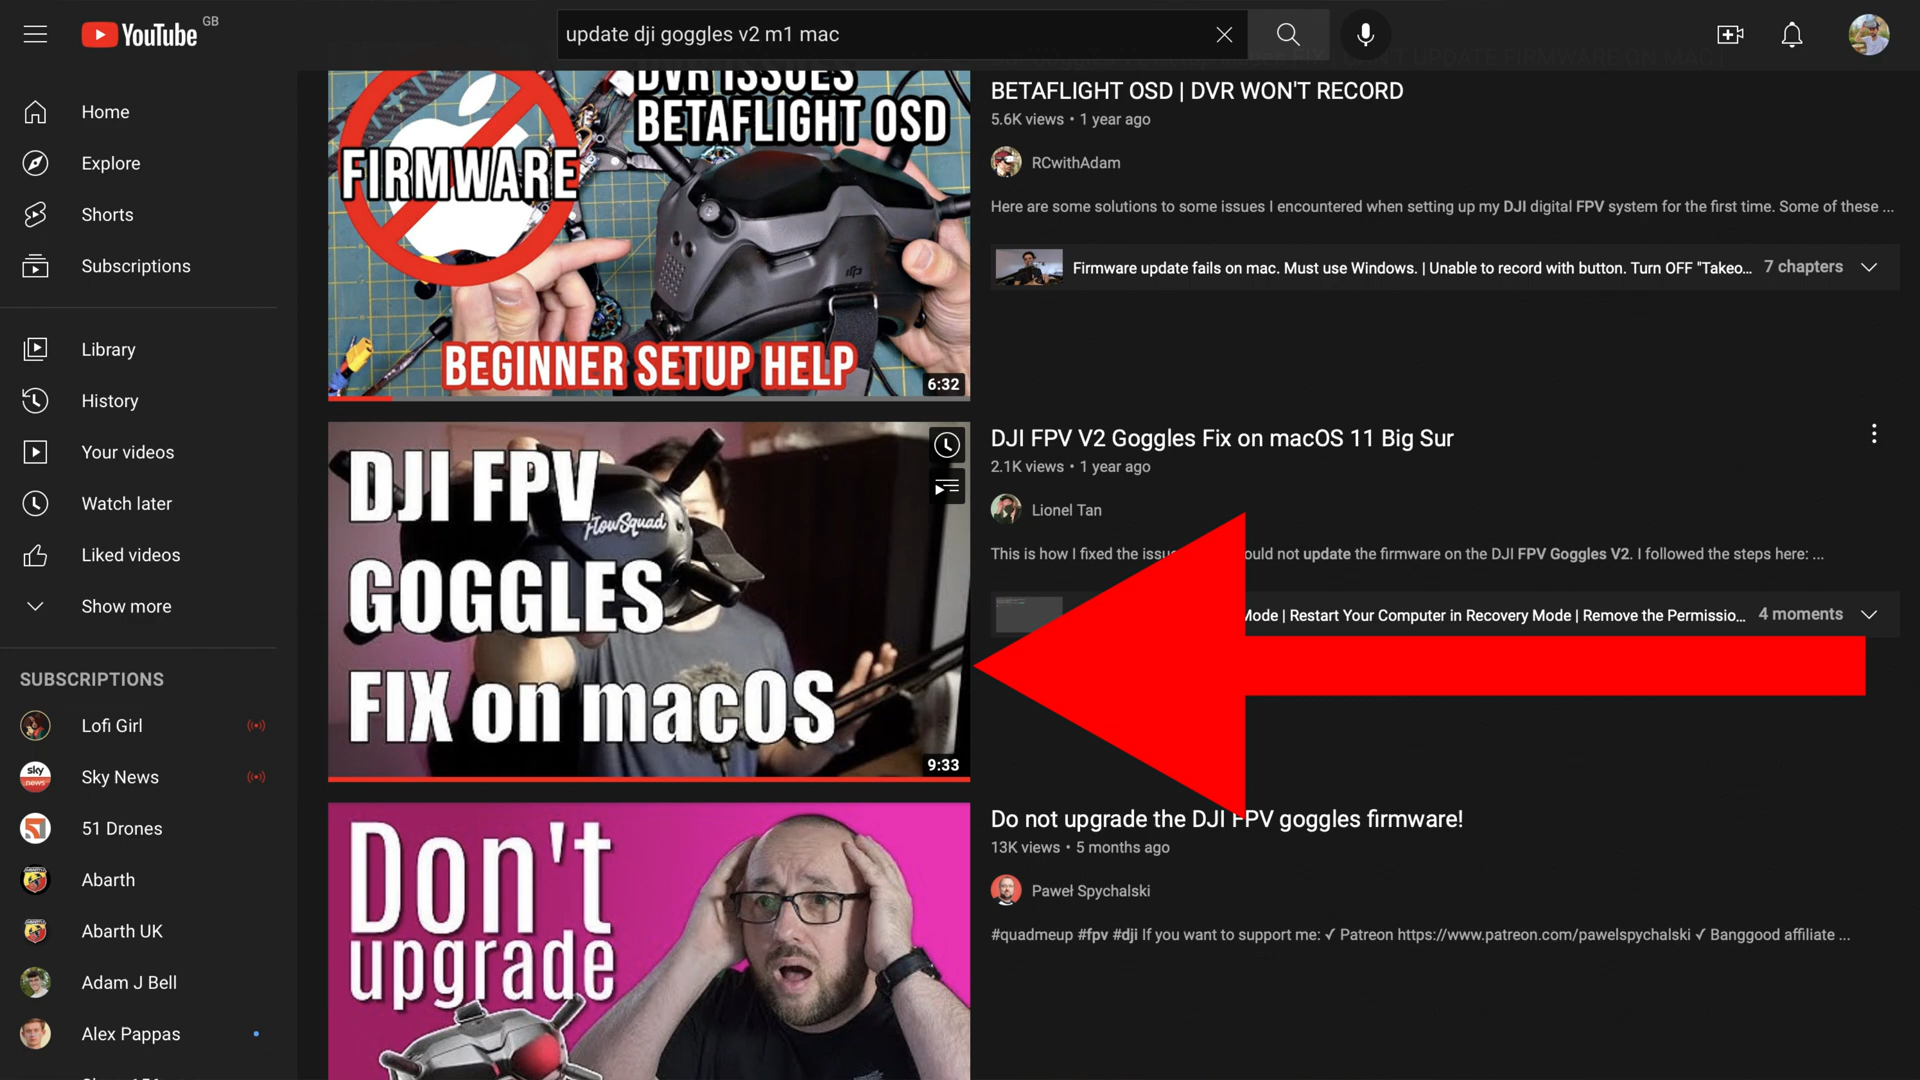 YouTube
GB
update dji goggles v2 m1 mac
Home
Explore
Shorts
Subscriptions
Library
History
Your videos
Watch later
Liked videos
Show more
SUBSCRIPTIONS
Lofi Girl
sky news
Sky News
51 Drones
Abarth
Abarth UK
Adam J Bell
Alex Pappas
DVR ISSUES
BETAFLIGHT OSD
FIRMWARE
BEGINNER SETUP HELP
6:32
UPDATE FIRMWARE ON MAC
BETAFLIGHT OSD | DVR WON'T RECORD
5.6K views • 1 year ago
RCwithAdam
Here are some solutions to some issues I encountered when setting up my DJI digital FPV system for the first time. Some of these ...
Firmware update fails on mac. Must use Windows. | Unable to record with button. Turn OFF "Takeo...
7 chapters
DJI FPV
FlowSquad
GOGGLES
FIX on macOS
9:33
DJI FPV V2 Goggles Fix on macOS 11 Big Sur
2.1K views • 1 year ago
Lionel Tan
This is how I fixed the issu ould not update the firmware on the DJI FPV Goggles V2. I followed the steps here: ...
Mode | Restart Your Computer in Recovery Mode | Remove the Permissio...
4 moments
Don't
upgrade
Do not upgrade the DJI FPV goggles firmware!
13K views • 5 months ago
Paweł Spychalski
#quadmeup #fpv #dji If you want to support me: ✓ Patreon https://www.patreon.com/pawelspychalski ✓ Banggood affiliate ...